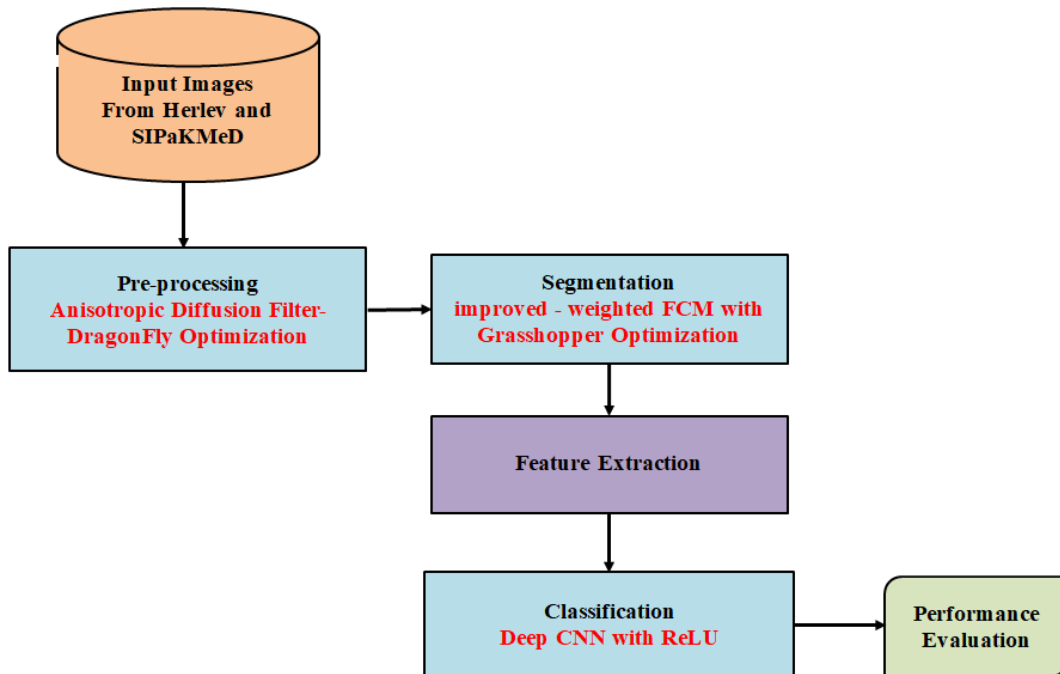 Input Images
From Herlev and
SIPaKMeD
Pre-processing
Anisotropic Diffusion Filter-
DragonFly Optimization
Segmentation
improved - weighted FCM with
Grasshopper Optimization
Feature Extraction
Classification
Deep CNN with ReLU
Performance
Evaluation